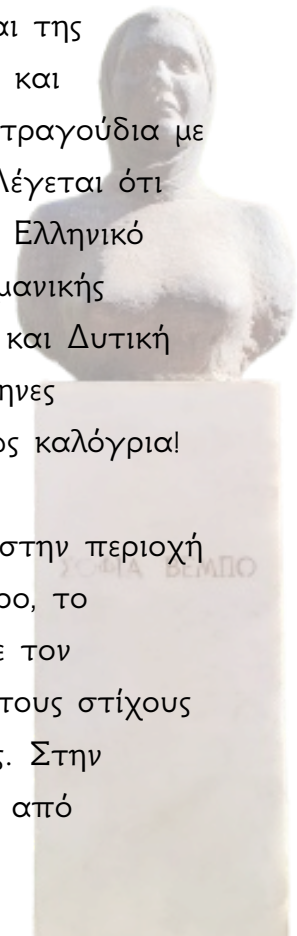 αι της
και
τραγούδια με
Λέγεται ότι
Ελληνικό
μανικής
και Δυτική
ηνες
ος καλόγρια!
στην περιοχή
ΣΟΦΙΑ ΒΕΜΠΟ
ρο, το
ε τον
τους στίχους
ς. Στην
από